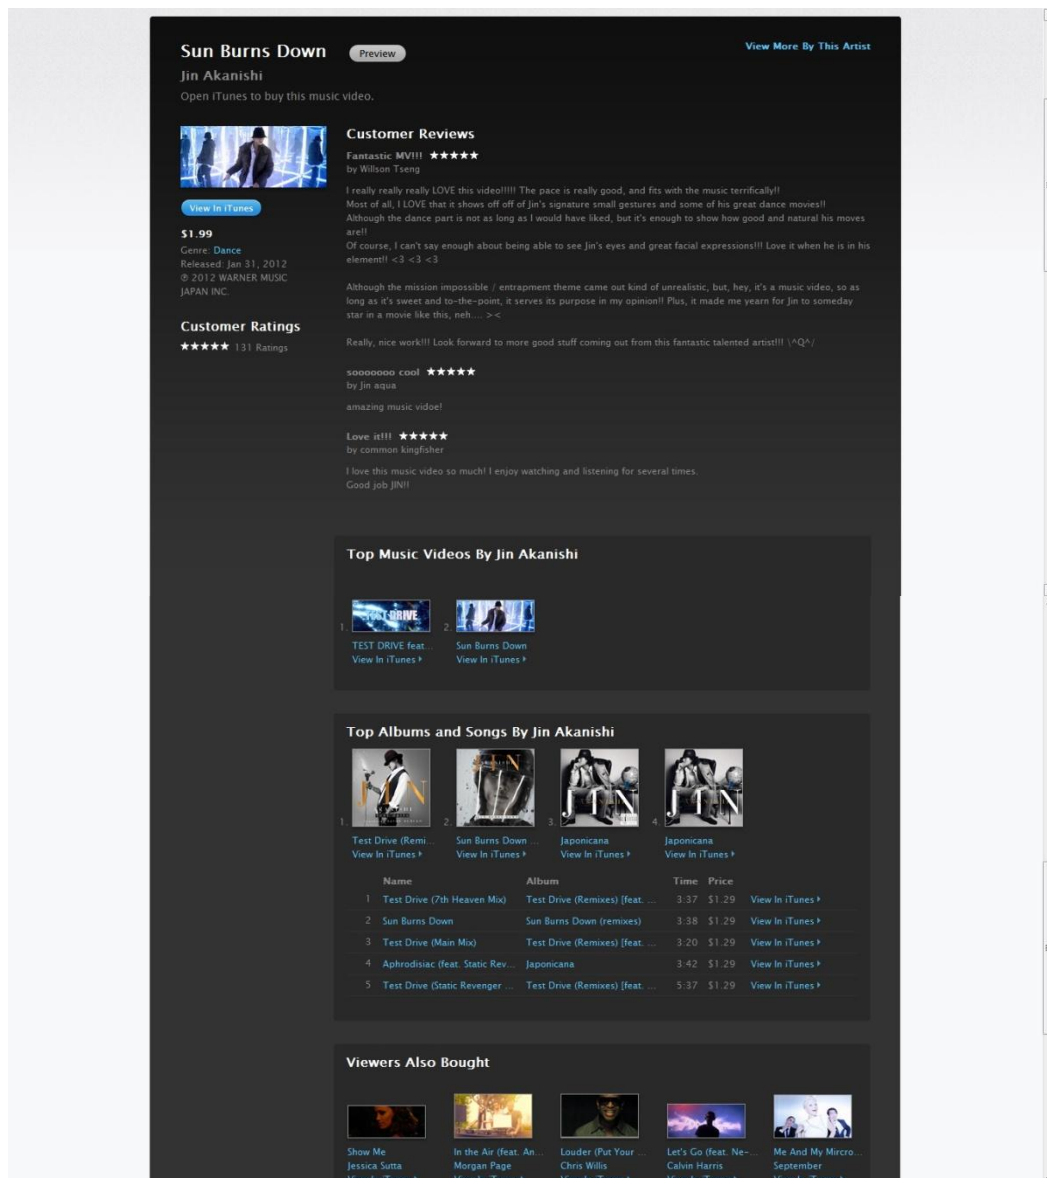 Sun Burns Down
Preview
View More By This Artist
Jin Akanishi
Open iTunes to buy this music video.
View In iTunes
$1.99
Genre: Dance
Released: Jan 31, 2012
℗ 2012 WARNER MUSIC
JAPAN INC.
Customer Ratings
★★★★★ 131 Ratings
Customer Reviews
Fantastic MV!!! ★★★★★
by Willson Tseng
I really really really LOVE this video!!!!! The pace is really good, and fits with the music terrifically!!
Most of all, I LOVE that it shows off off of Jin's signature small gestures and some of his great dance movies!!
Although the dance part is not as long as I would have liked, but it's enough to show how good and natural his moves
are!!
Of course, I can't say enough about being able to see Jin's eyes and great facial expressions!!! Love it when he is in his
element!! <3 <3 <3
Although the mission impossible / entrapment theme came out kind of unrealistic, but, hey, it's a music video, so as
long as it's sweet and to-the-point, it serves its purpose in my opinion!! Plus, it made me yearn for Jin to someday
star in a movie like this, neh.... ><
Really, nice work!!! Look forward to more good stuff coming out from this fantastic talented artist!!! \^Q^/
sooooooo cool ★★★★★
by Jin aqua
amazing music vidoe!
Love it!!! ★★★★★
by common kingfisher
I love this music video so much! I enjoy watching and listening for several times.
Good job JIN!!
Top Music Videos By Jin Akanishi
TEST DRIVE
1. 2.
TEST DRIVE feat... Sun Burns Down
View In iTunes View In iTunes
Top Albums and Songs By Jin Akanishi
JIN JIN JIN JIN
1. 2. 3. 4.
Test Drive (Remi... Sun Burns Down ... Japonicana Japonicana
View In iTunes View In iTunes View In iTunes View In iTunes
Name Album Time Price
1 Test Drive (7th Heaven Mix) Test Drive (Remixes) [feat. ... 3:37 $1.29 View In iTunes
2 Sun Burns Down Sun Burns Down (remixes) 3:38 $1.29 View In iTunes
3 Test Drive (Main Mix) Test Drive (Remixes) [feat. ... 3:20 $1.29 View In iTunes
4 Aphrodisiac (feat. Static Rev... Japonicana 3:42 $1.29 View In iTunes
5 Test Drive (Static Revenger ... Test Drive (Remixes) [feat. ... 5:37 $1.29 View In iTunes
Viewers Also Bought
Show Me In the Air (feat. An... Louder (Put Your ... Let's Go (feat. Ne-... Me And My Mircro...
Jessica Sutta Morgan Page Chris Willis Calvin Harris September